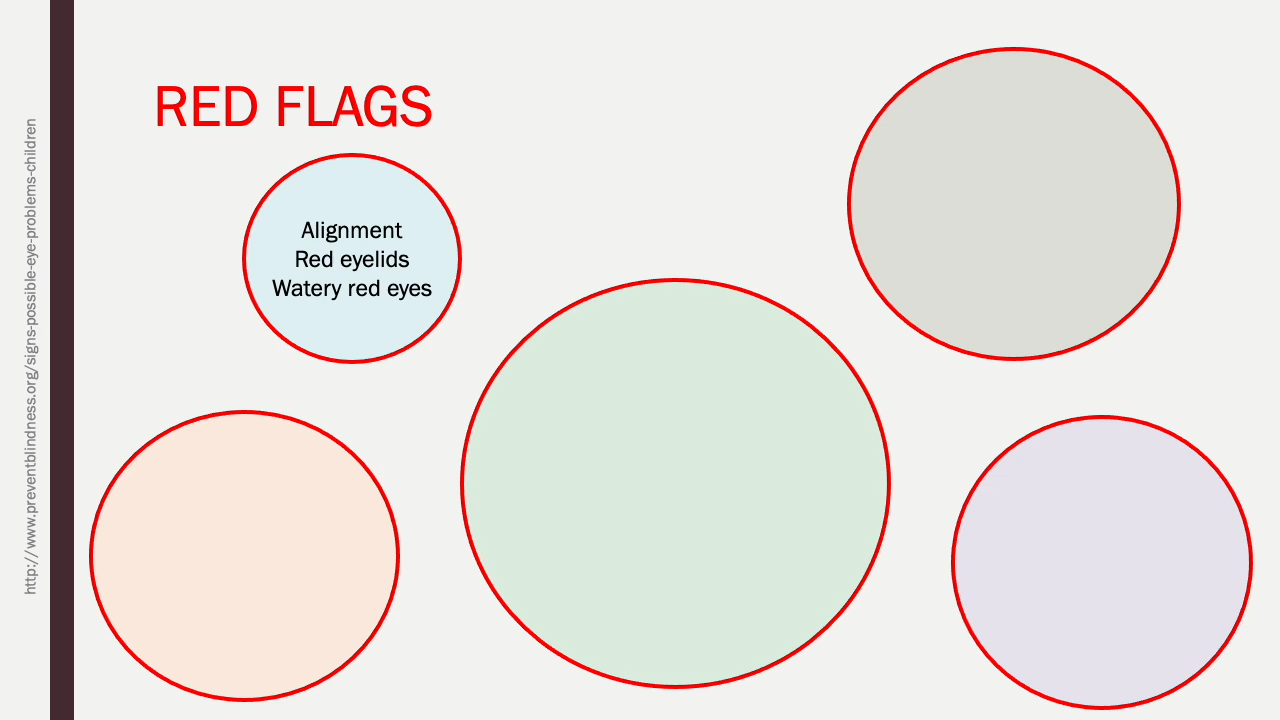 RED FLAGS
Alignment
Red eyelids
Watery red eyes
http://www.preventblindness.org/signs-possible-eye-problems-children